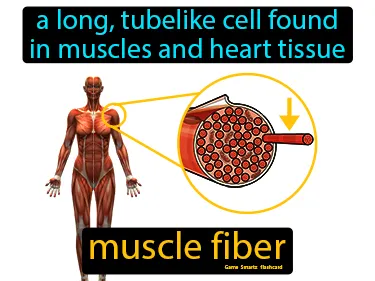 a long, tubelike cell found
in muscles and heart tissue
muscle fiber
Game Smartz flashcard